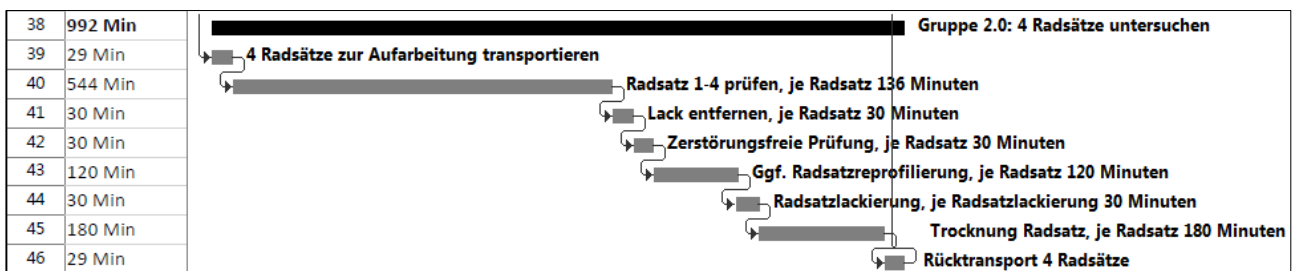 38 992 Min Gruppe 2.0: 4 Radsätze untersuchen
39 29 Min 4 Radsätze zur Aufarbeitung transportieren
40 544 Min Radsatz 1-4 prüfen, je Radsatz 136 Minuten
41 30 Min Lack entfernen, je Radsatz 30 Minuten
42 30 Min Zerstörungsfreie Prüfung, je Radsatz 30 Minuten
43 120 Min Ggf. Radsatzreprofilierung, je Radsatz 120 Minuten
44 30 Min Radsatzlackierung, je Radsatzlackierung 30 Minuten
45 180 Min Trocknung Radsatz, je Radsatz 180 Minuten
46 29 Min Rücktransport 4 Radsätze